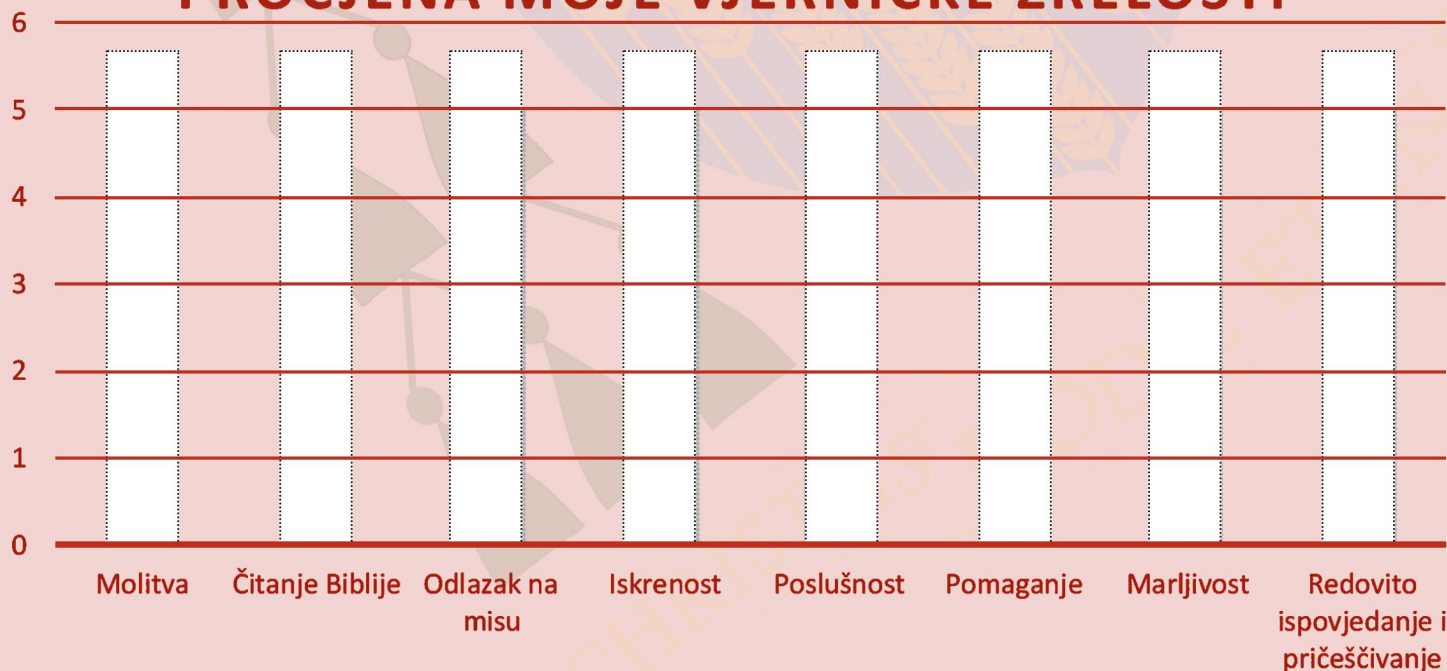 PROCJENA MOJE VJERNIČKE ZRELOSTI
6
5
4
3
2
1
0
Molitva
Čitanje Biblije
Odlazak na
misu
Iskrenost
Poslušnost
Pomaganje
Marljivost
Redovito
ispovjedanje i
pričeščivanje